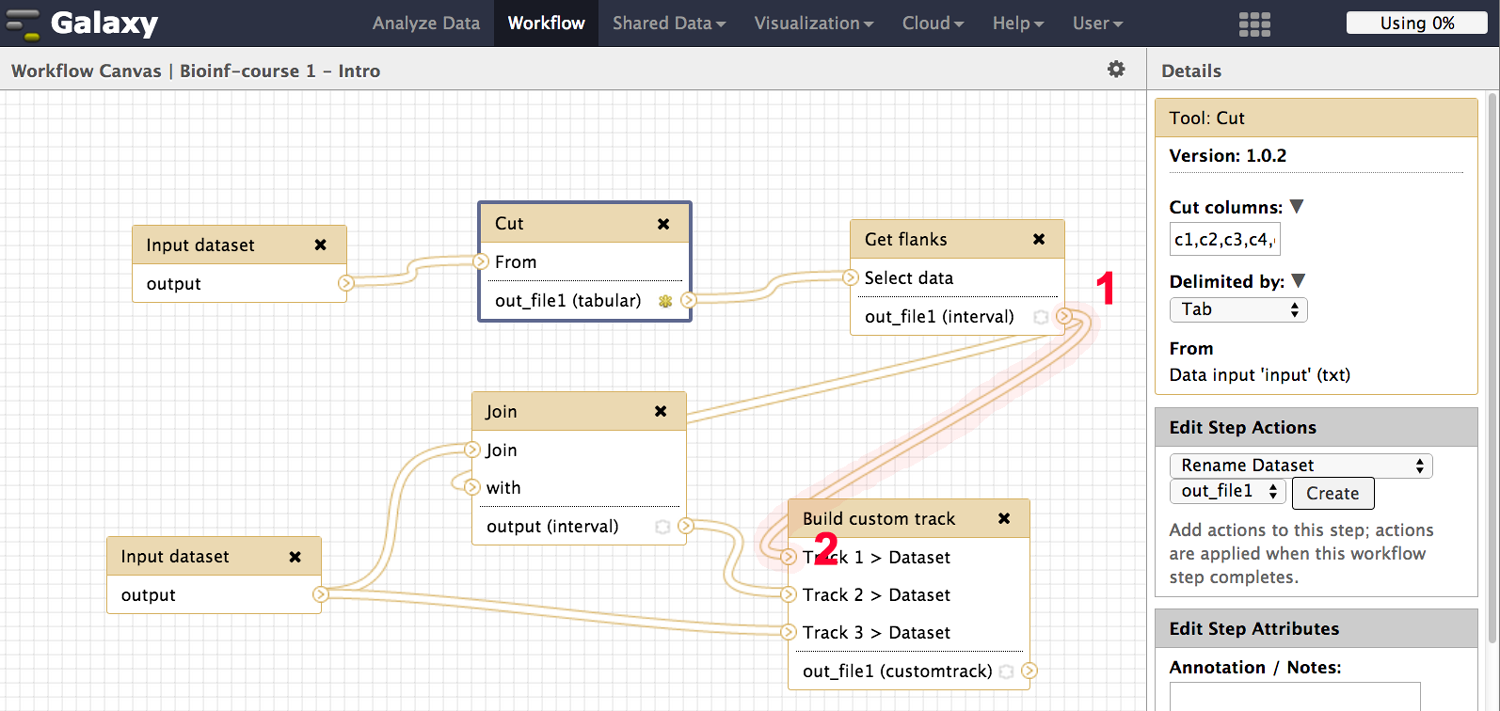 Galaxy
Analyze Data Workflow Shared Data Visualization Cloud Help User Using 0%
Workflow Canvas | Bioinf-course 1 - Intro
Input dataset
output
Cut
From
out_file1 (tabular)
Get flanks
Select data
out_file1 (interval)
1
Join
Join
with
output (interval)
Input dataset
output
Build custom track
2
Track 1 > Dataset
Track 2 > Dataset
Track 3 > Dataset
out_file1 (customtrack)
Details
Tool: Cut
Version: 1.0.2
Cut columns:
c1,c2,c3,c4,
Delimited by:
Tab
From
Data input 'input' (txt)
Edit Step Actions
Rename Dataset
out_file1 Create
Add actions to this step; actions
are applied when this workflow
step completes.
Edit Step Attributes
Annotation / Notes: